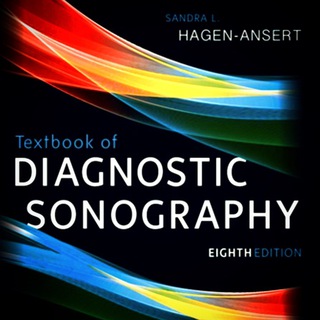 SANDRA L.
HAGEN-ANSERT
Textbook of
DIAGNOSTIC
SONOGRAPHY
EIGHTH EDITION